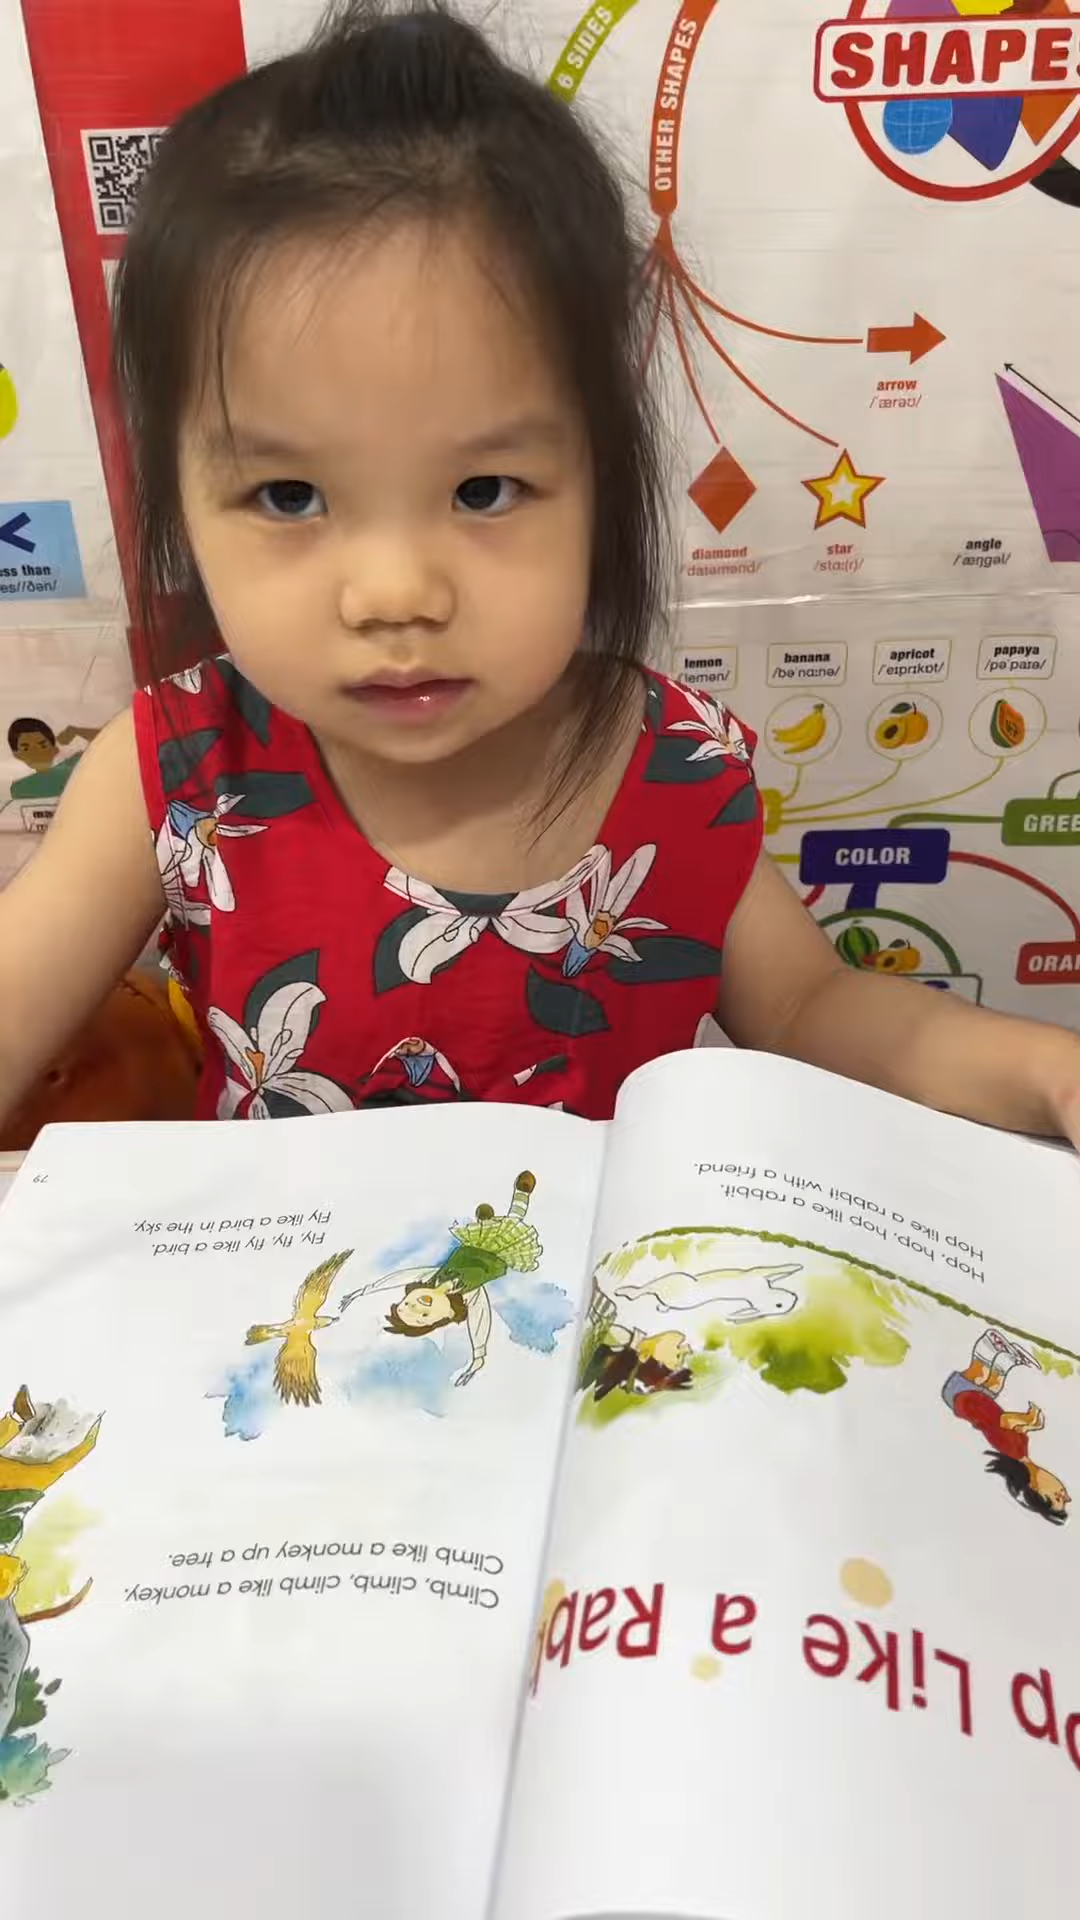 6 SIDES
OTHER SHAPES
SHAPES
arrow
/ˈærəʊ/
less than
diamond
/ˈdaɪəmənd/
star
/stɑː(r)/
angle
/ˈæŋɡəl/
lemon
/ˈlemən/
banana
/bəˈnɑːnə/
apricot
/ˈeɪprɪkɒt/
papaya
/pəˈpaɪə/
COLOR
Hop Like a
Hop, hop, hop, hop like a rabbit.
Hop like a rabbit with a friend.
Climb, climb, climb like a monkey.
Climb like a monkey up a tree.
Fly, fly, fly, fly like a bird.
Fly like a bird in the sky.
79